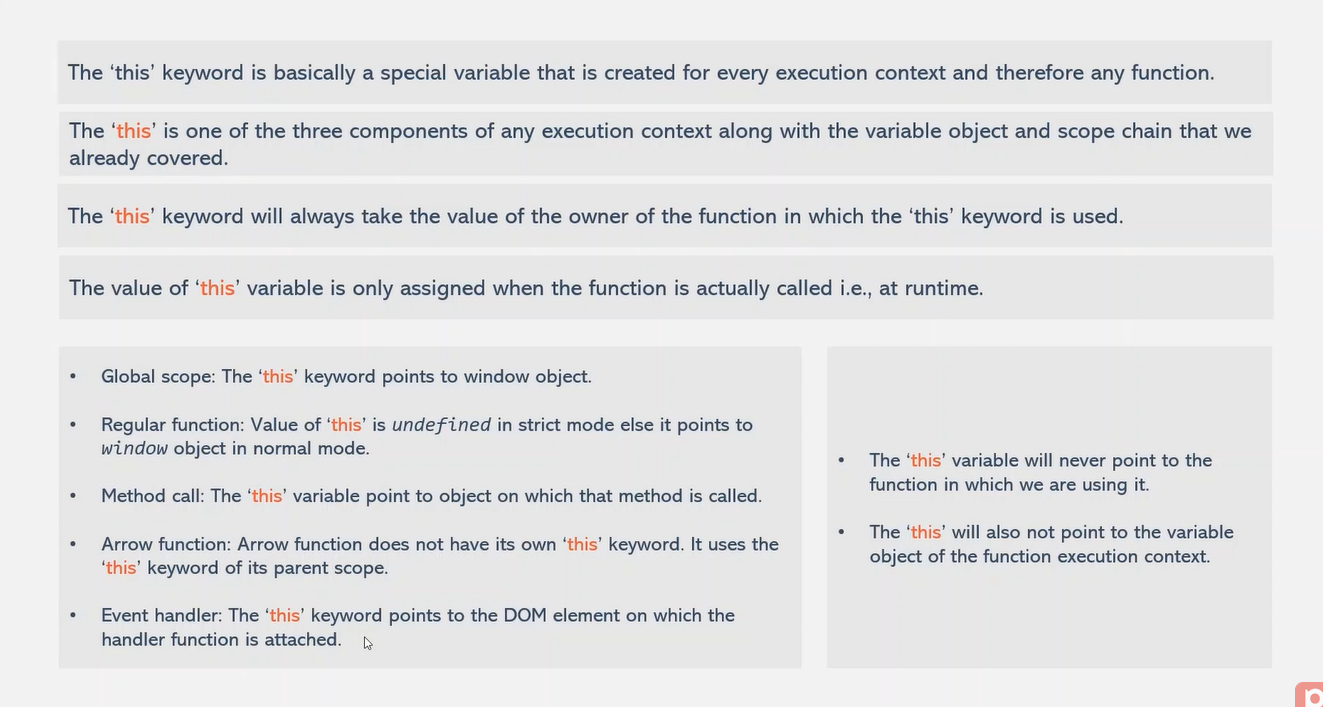 The ‘this’ keyword is basically a special variable that is created for every execution context and therefore any function.
The ‘this’ is one of the three components of any execution context along with the variable object and scope chain that we
already covered.
The ‘this’ keyword will always take the value of the owner of the function in which the ‘this’ keyword is used.
The value of ‘this’ variable is only assigned when the function is actually called i.e., at runtime.
• Global scope: The ‘this’ keyword points to window object.
• Regular function: Value of ‘this’ is undefined in strict mode else it points to
window object in normal mode.
• Method call: The ‘this’ variable point to object on which that method is called.
• Arrow function: Arrow function does not have its own ‘this’ keyword. It uses the
‘this’ keyword of its parent scope.
• Event handler: The ‘this’ keyword points to the DOM element on which the
handler function is attached.
• The ‘this’ variable will never point to the
function in which we are using it.
• The ‘this’ will also not point to the variable
object of the function execution context.